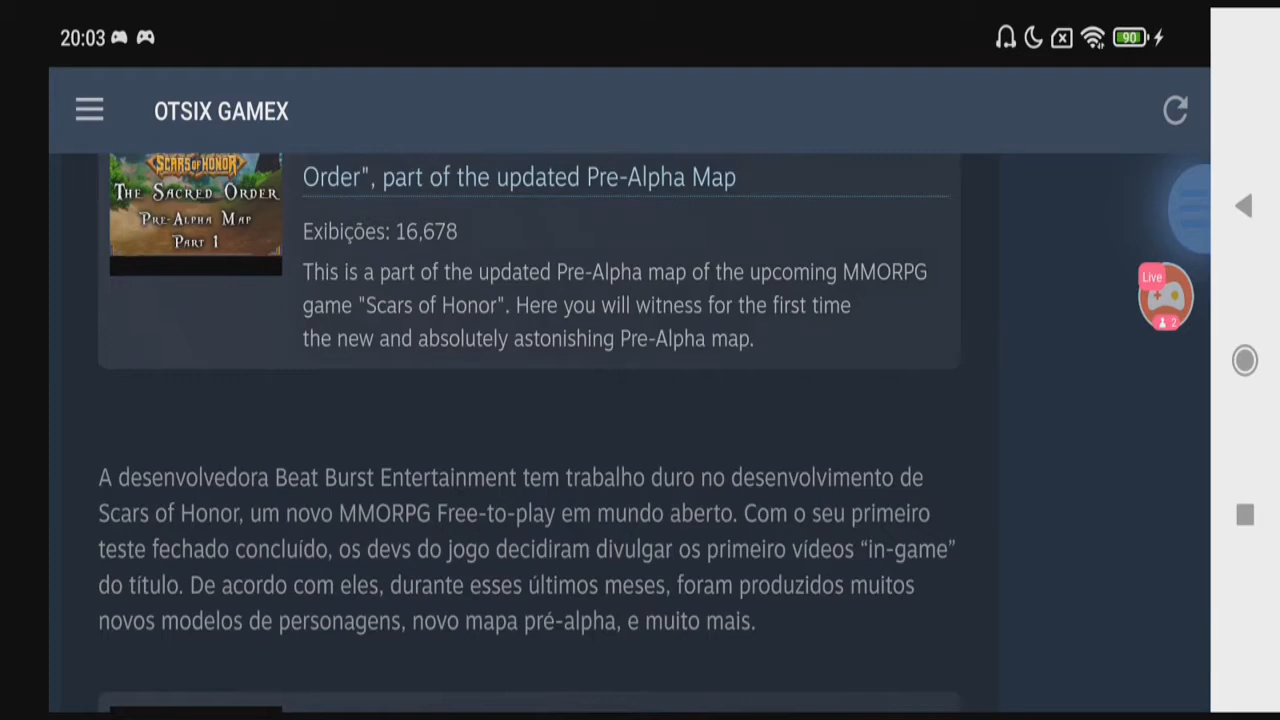 20:03
90
OTSIX GAMEX
SCARS OF HONOR
THE SACRED ORDER
PRE-ALPHA MAP
PART 1
Order", part of the updated Pre-Alpha Map
Exibições: 16,678
This is a part of the updated Pre-Alpha map of the upcoming MMORPG
game "Scars of Honor". Here you will witness for the first time
the new and absolutely astonishing Pre-Alpha map.
Live
2
A desenvolvedora Beat Burst Entertainment tem trabalho duro no desenvolvimento de
Scars of Honor, um novo MMORPG Free-to-play em mundo aberto. Com o seu primeiro
teste fechado concluído, os devs do jogo decidiram divulgar os primeiro vídeos “in-game”
do título. De acordo com eles, durante esses últimos meses, foram produzidos muitos
novos modelos de personagens, novo mapa pré-alpha, e muito mais.